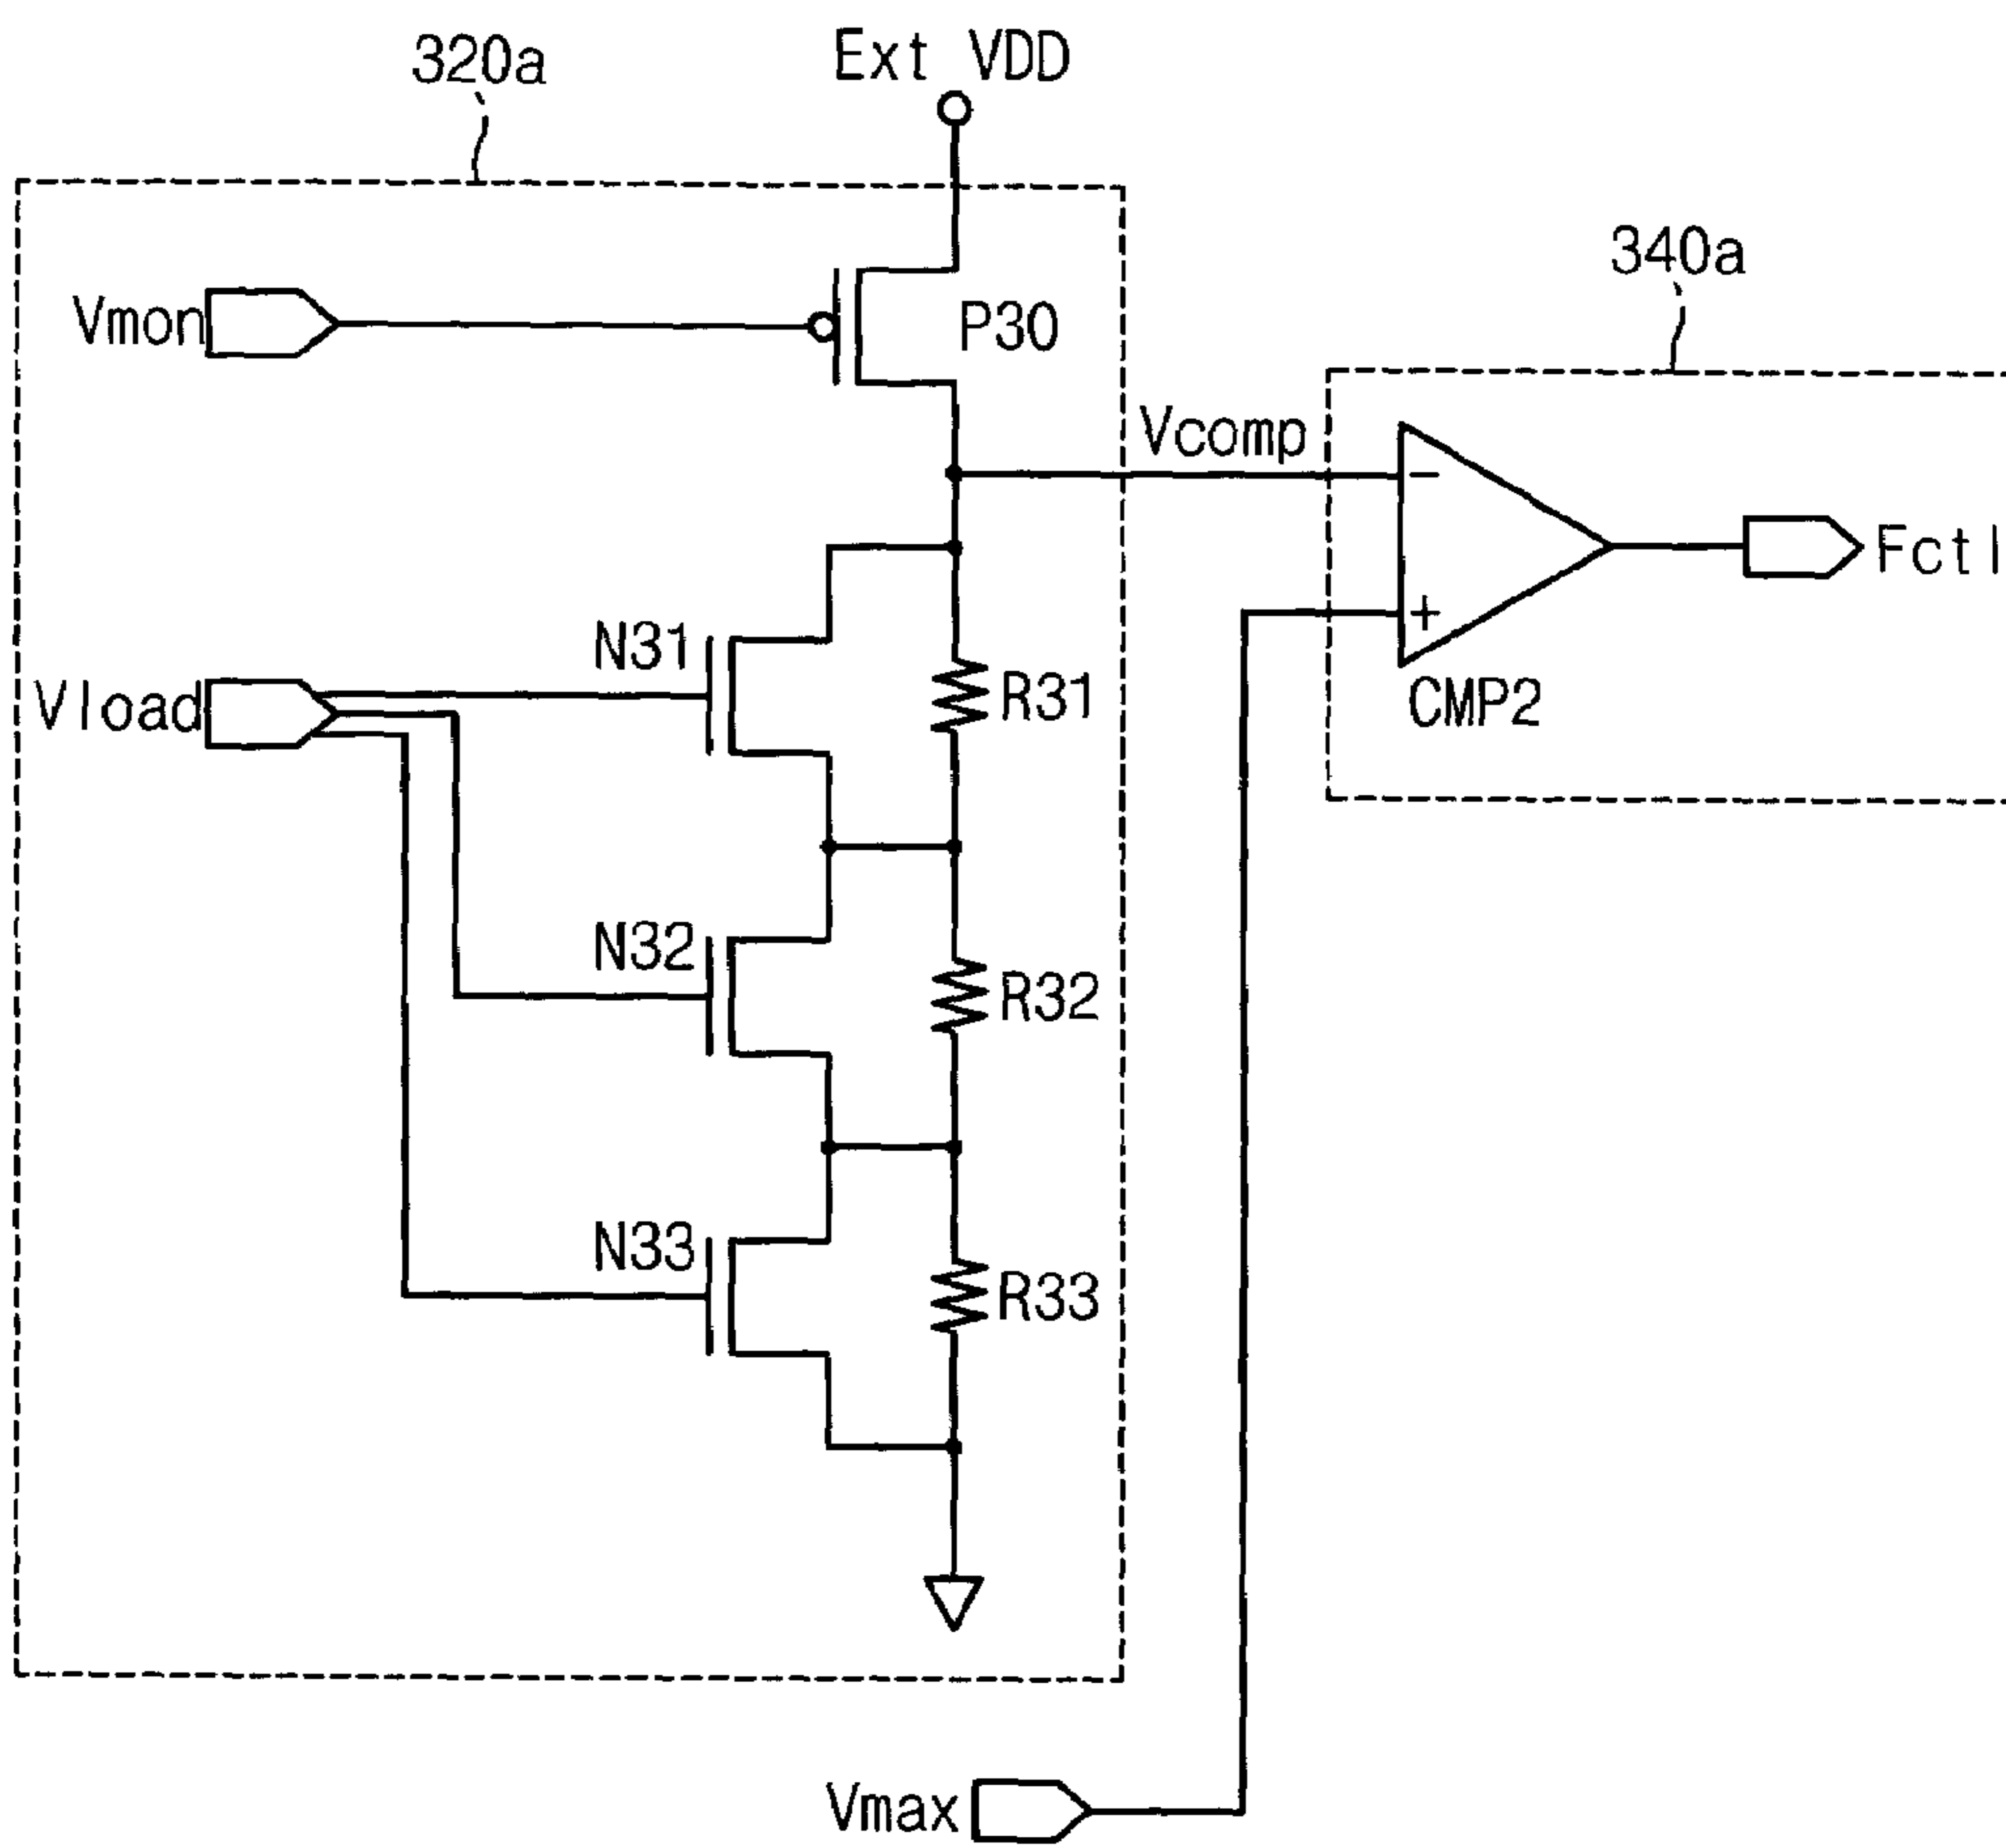 320a
Ext VDD
340a
Vmon
P30
Vcomp
−
Fctl
N31
+
Vload
R31
CMP2
N32
R32
N33
R33
Vmax